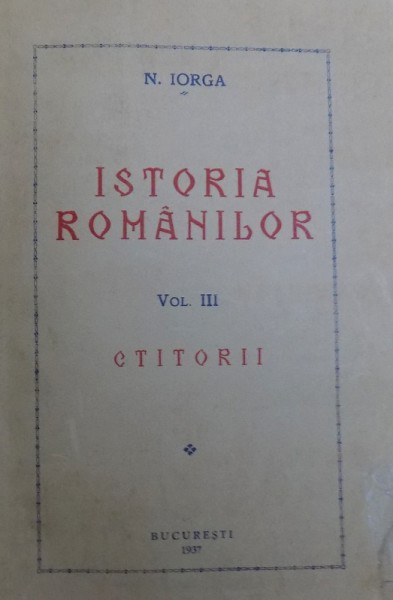 N. IORGA
ISTORIA
ROMÂNILOR
VOL. III
CTITORII
BUCUREȘTI
1937